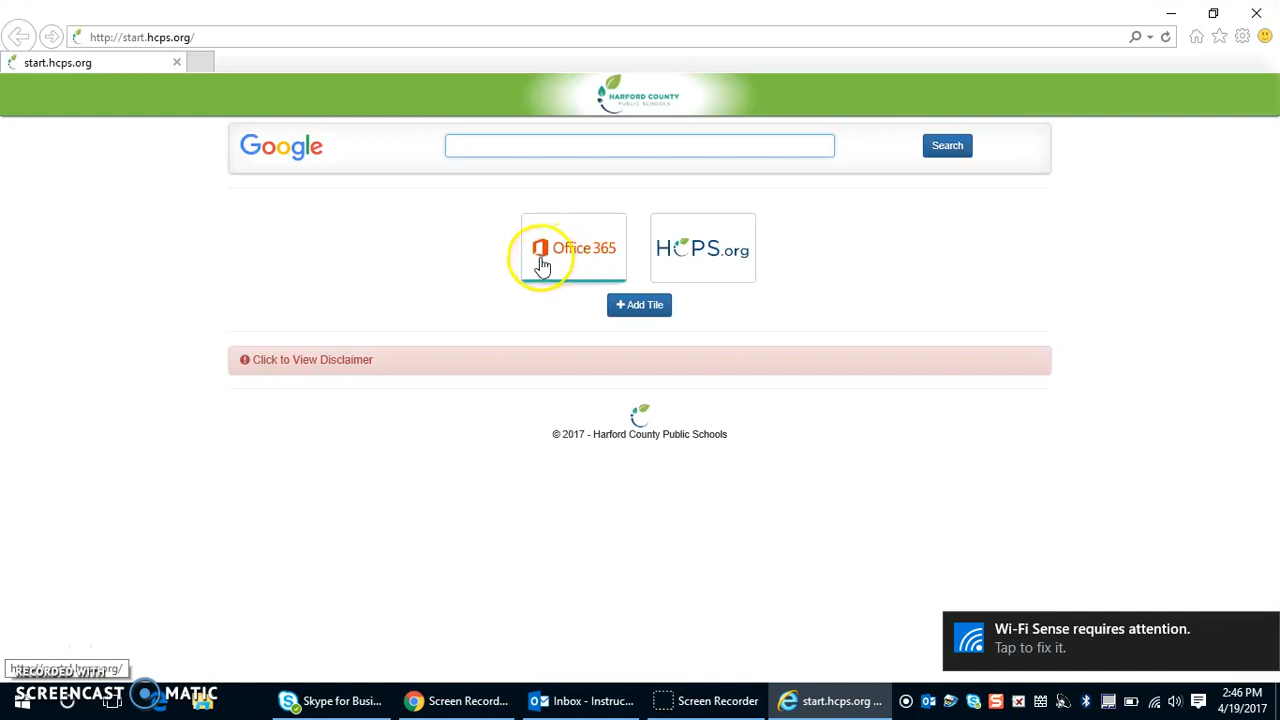 http://start.hcps.org/
start.hcps.org
HARFORD COUNTY
PUBLIC SCHOOLS
Google
Search
Office 365
HCPS.org
Add Tile
Click to View Disclaimer
© 2017 - Harford County Public Schools
Wi-Fi Sense requires attention.
Tap to fix it.
RECORDED WITH
SCREENCAST MATIC
Skype for Busi...
Screen Record...
Inbox - Instruc...
Screen Recorder
start.hcps.org ...
2:46 PM
4/19/2017